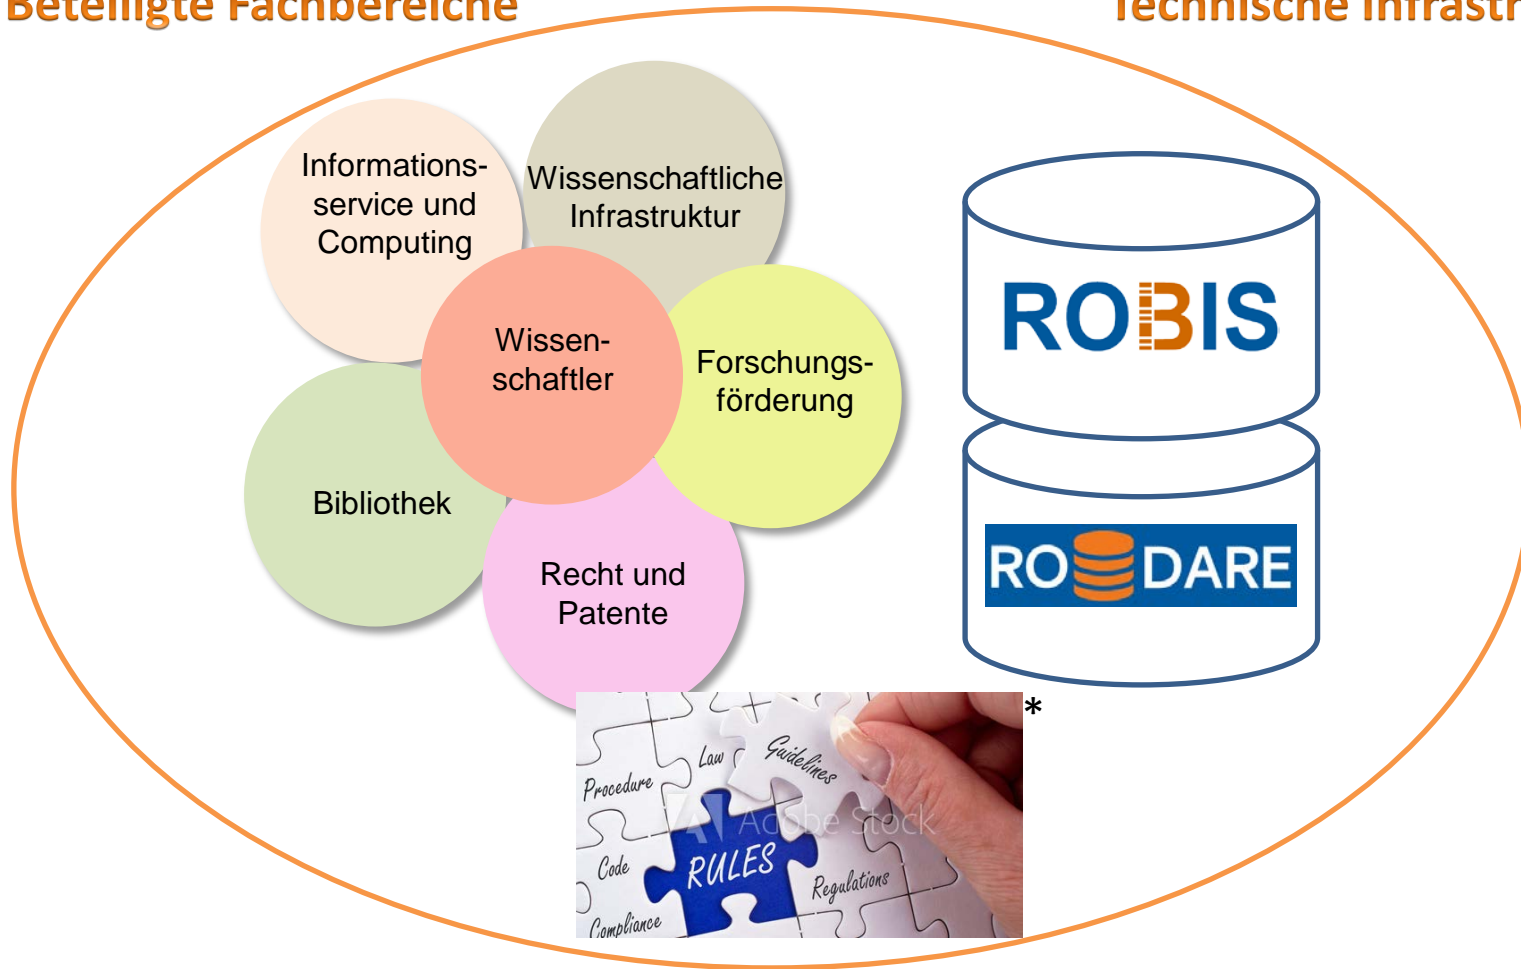 Beteiligte Fachbereiche
Technische Infrastr
Informations-
service und
Computing
Wissenschaftliche
Infrastruktur
Wissen-
schaftler
Forschungs-
förderung
Bibliothek
Recht und
Patente
ROBIS
RODARE
*
Procedure
Law
Guidelines
Adobe Stock
Code
RULES
Regulations
Compliance